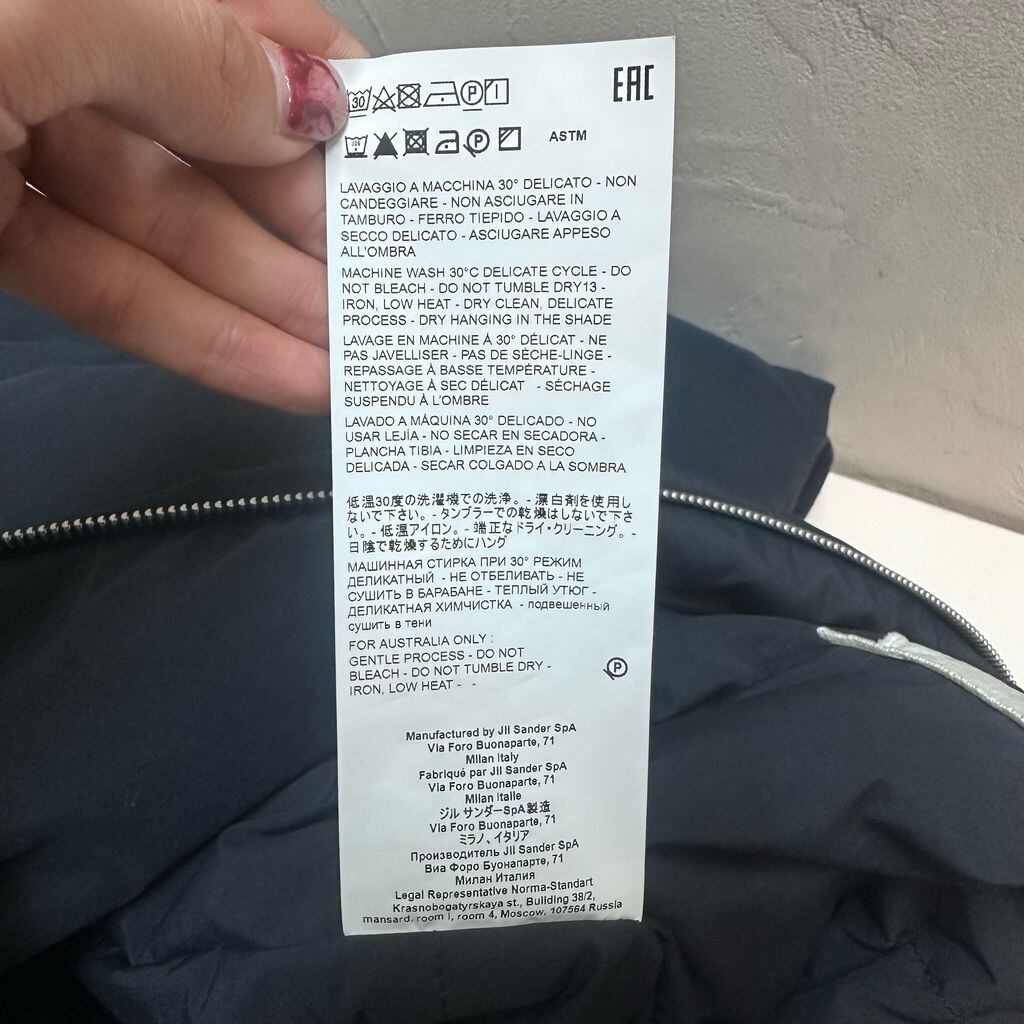 30 P EAC
P ASTM
LAVAGGIO A MACCHINA 30° DELICATO - NON
CANDEGGIARE - NON ASCIUGARE IN
TAMBURO - FERRO TIEPIDO - LAVAGGIO A
SECCO DELICATO - ASCIUGARE APPESO
ALL'OMBRA
MACHINE WASH 30°C DELICATE CYCLE - DO
NOT BLEACH - DO NOT TUMBLE DRY13 -
IRON, LOW HEAT - DRY CLEAN, DELICATE
PROCESS - DRY HANGING IN THE SHADE
LAVAGE EN MACHINE À 30° DÉLICAT - NE
PAS JAVELLISER - PAS DE SÈCHE-LINGE -
REPASSAGE À BASSE TEMPÉRATURE -
NETTOYAGE À SEC DÉLICAT - SÉCHAGE
SUSPENDU À L'OMBRE
LAVADO A MÁQUINA 30° DELICADO - NO
USAR LEJÍA - NO SECAR EN SECADORA -
PLANCHA TIBIA - LIMPIEZA EN SECO
DELICADA - SECAR COLGADO A LA SOMBRA
低温30度の洗濯機での洗浄。- 漂白剤を使用し
ないで下さい。- タンブラーでの乾燥はしないで下さ
い。- 低温アイロン。- 端正なドライ・クリーニング。-
日陰で乾燥するためにハング
МАШИННАЯ СТИРКА ПРИ 30° РЕЖИМ
ДЕЛИКАТНЫЙ - НЕ ОТБЕЛИВАТЬ - НЕ
СУШИТЬ В БАРАБАНЕ - ТЕПЛЫЙ УТЮГ -
ДЕЛИКАТНАЯ ХИМЧИСТКА - подвешенный
сушить в тени
FOR AUSTRALIA ONLY :
GENTLE PROCESS - DO NOT
BLEACH - DO NOT TUMBLE DRY -
IRON, LOW HEAT - -
P
Manufactured by Jil Sander SpA
Via Foro Buonaparte, 71
Milan Italy
Fabriqué par Jil Sander SpA
Via Foro Buonaparte, 71
Milan Italie
ジル サンダーSpA製造
Via Foro Buonaparte, 71
ミラノ、イタリア
Производитель Jil Sander SpA
Виа Форо Буонапарте, 71
Милан Италия
Legal Representative Norma-Standart
Krasnobogatyrskaya st., Building 38/2,
mansard, room I, room 4, Moscow, 107564 Russia